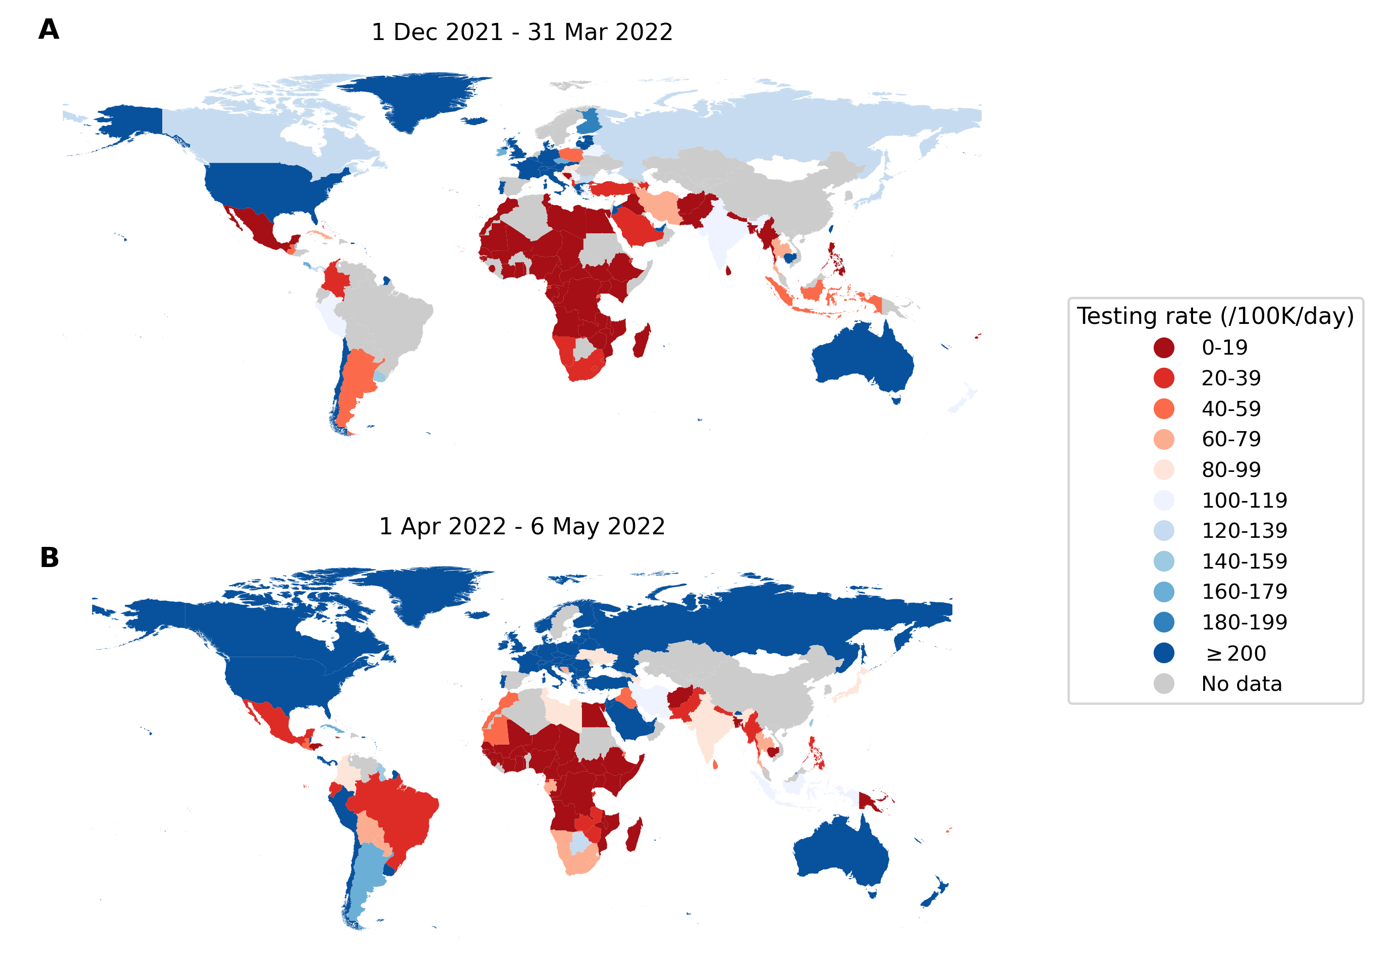 A
1 Dec 2021 - 31 Mar 2022
Testing rate (/100K/day)
0-19
20-39
40-59
60-79
80-99
100-119
120-139
140-159
160-179
180-199
≥ 200
No data
1 Apr 2022 - 6 May 2022
B